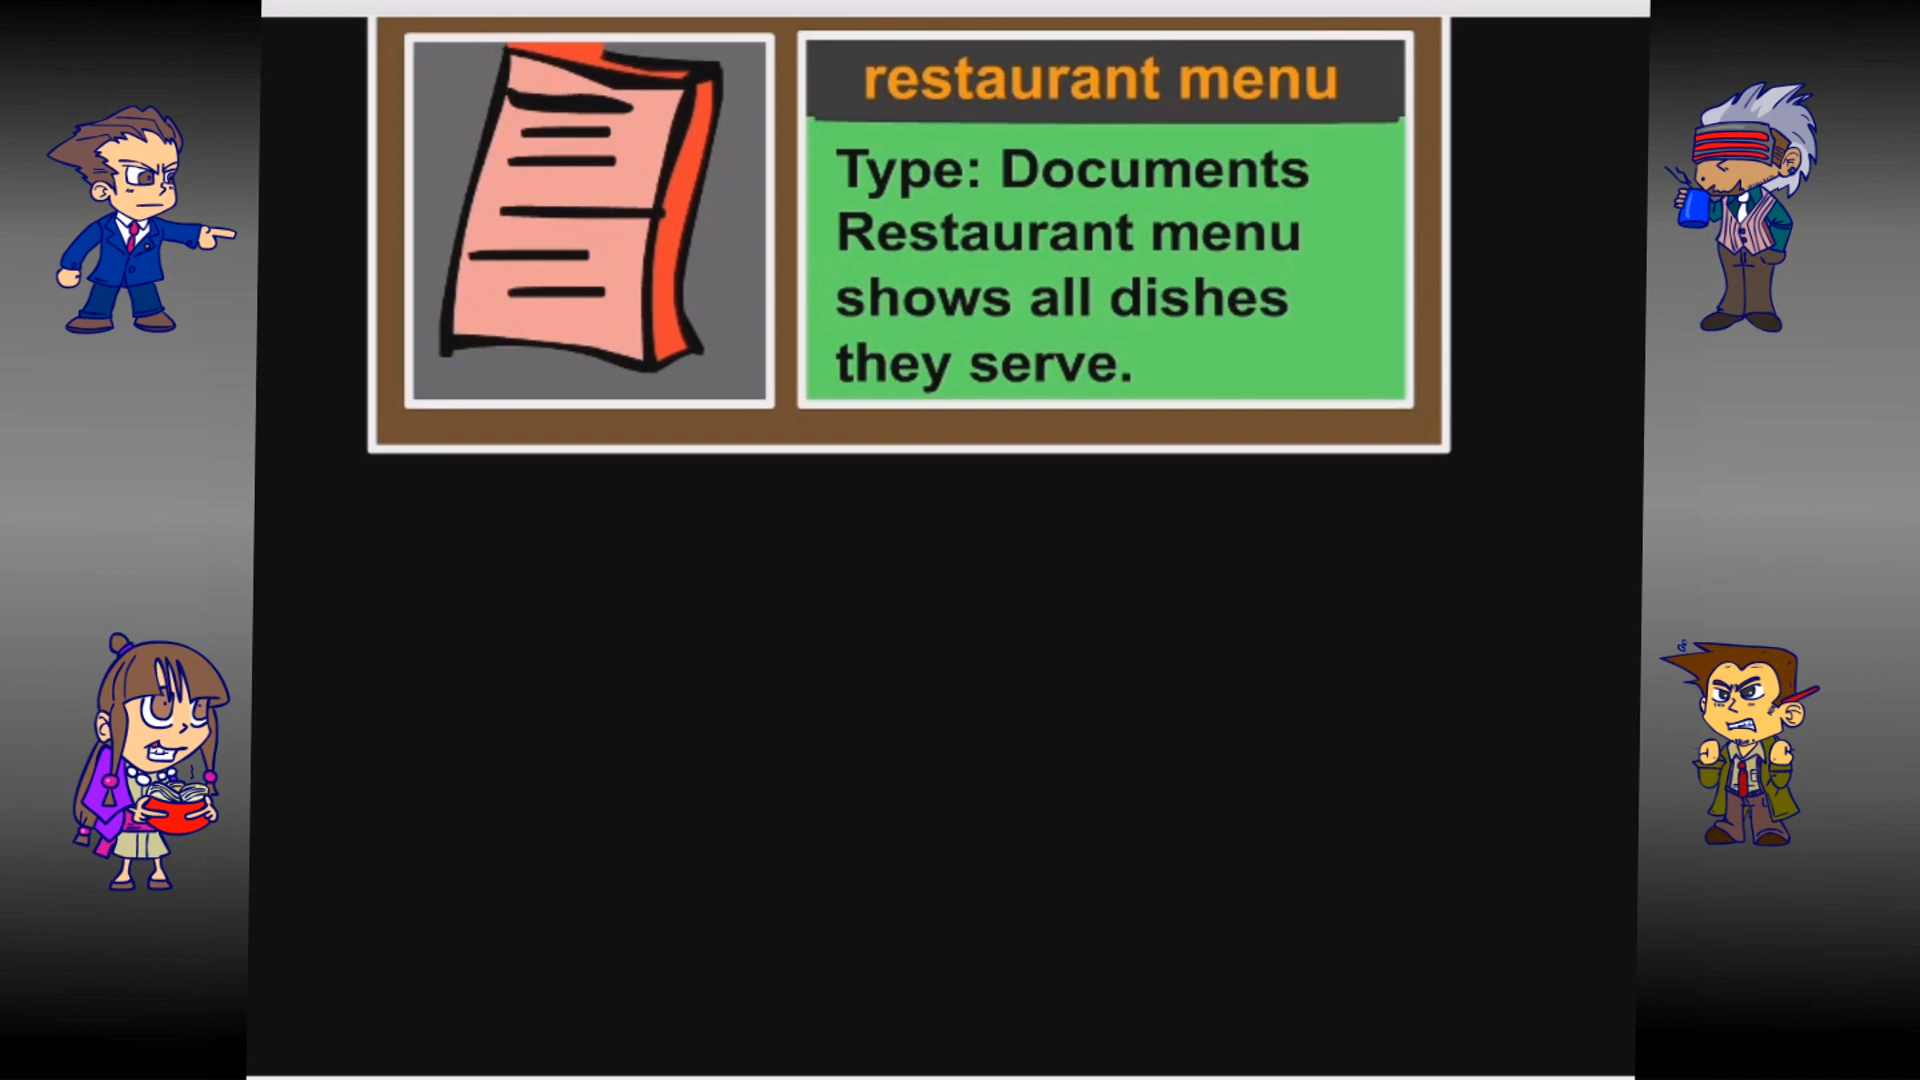 restaurant menu
Type: Documents
Restaurant menu
shows all dishes
they serve.